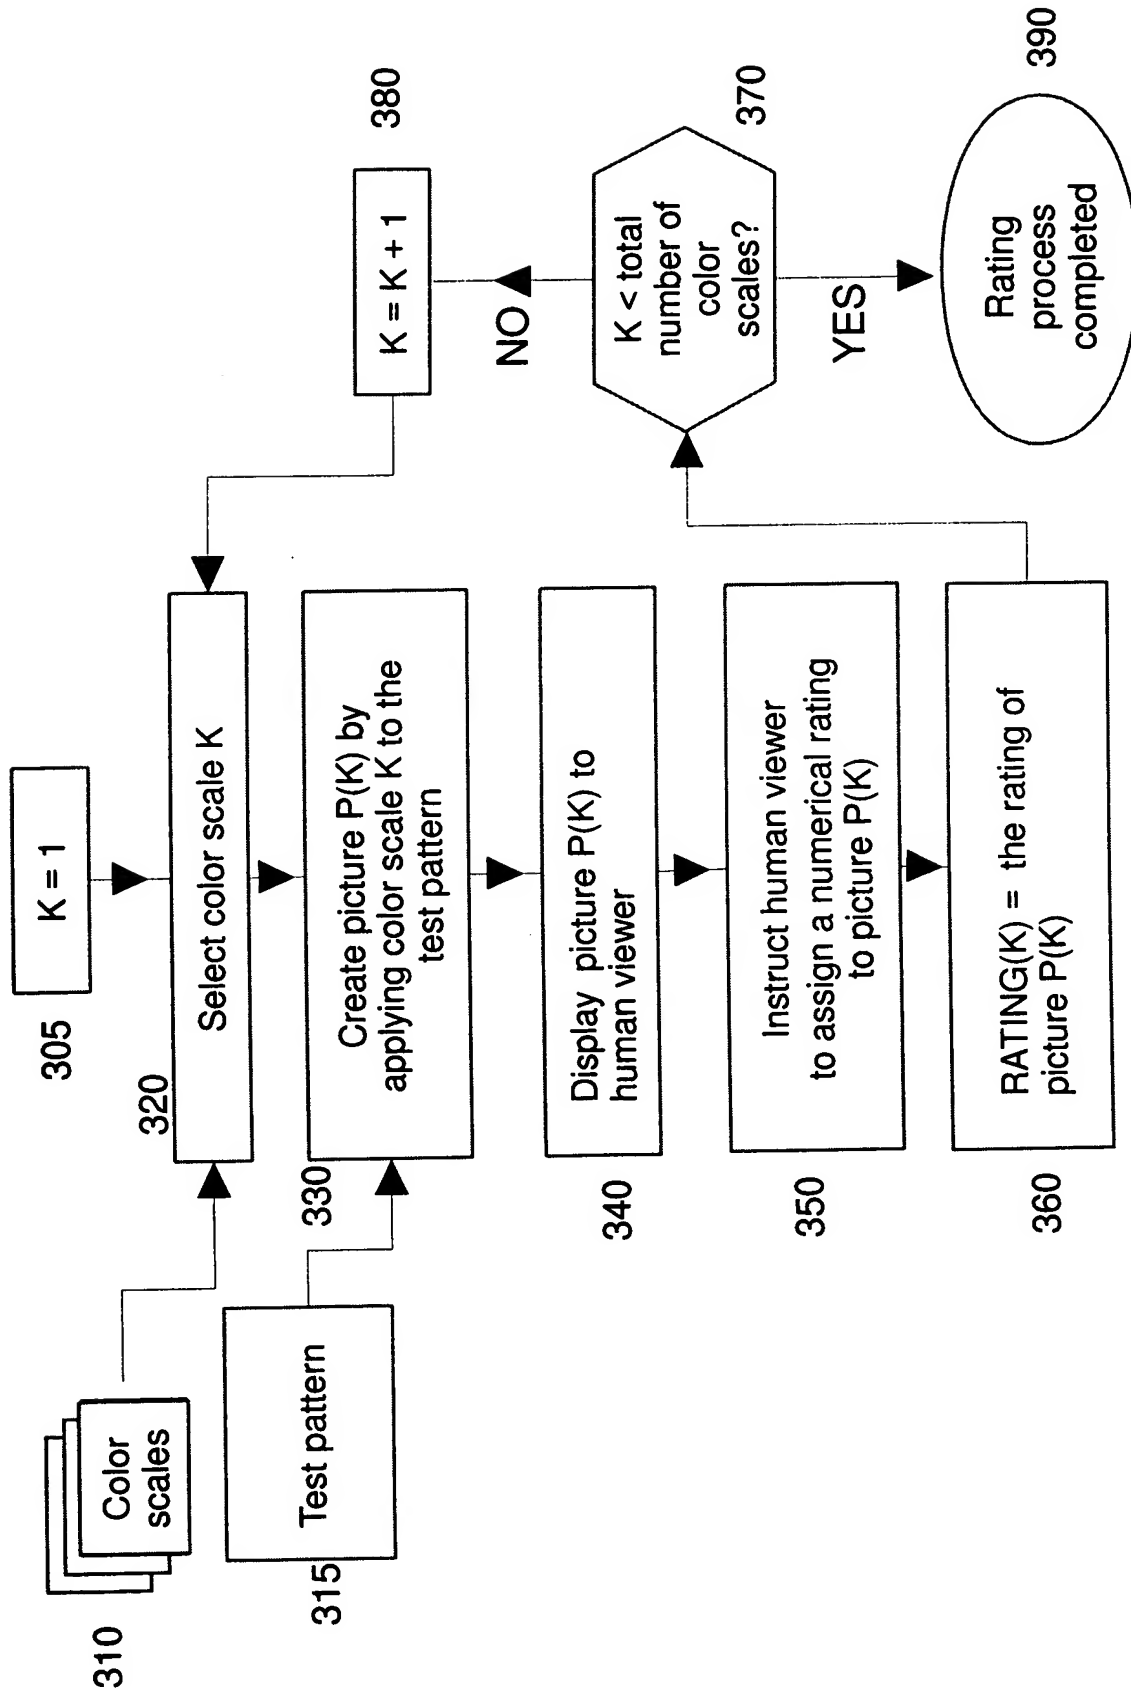 310
Color
scales
315
Test pattern
305
K = 1
320
Select color scale K
330
Create picture P(K) by
applying color scale K to the
test pattern
340
Display picture P(K) to
human viewer
350
Instruct human viewer
to assign a numerical rating
to picture P(K)
360
RATING(K) = the rating of
picture P(K)
380
K = K + 1
NO
370
K < total
number of
color
scales?
YES
390
Rating
process
completed